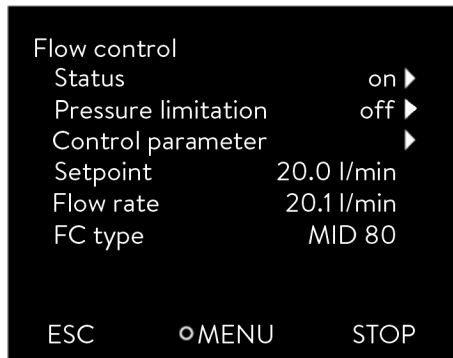 Flow control
Status on
Pressure limitation off
Control parameter
Setpoint 20.0 l/min
Flow rate 20.1 l/min
FC type MID 80
ESC MENU STOP